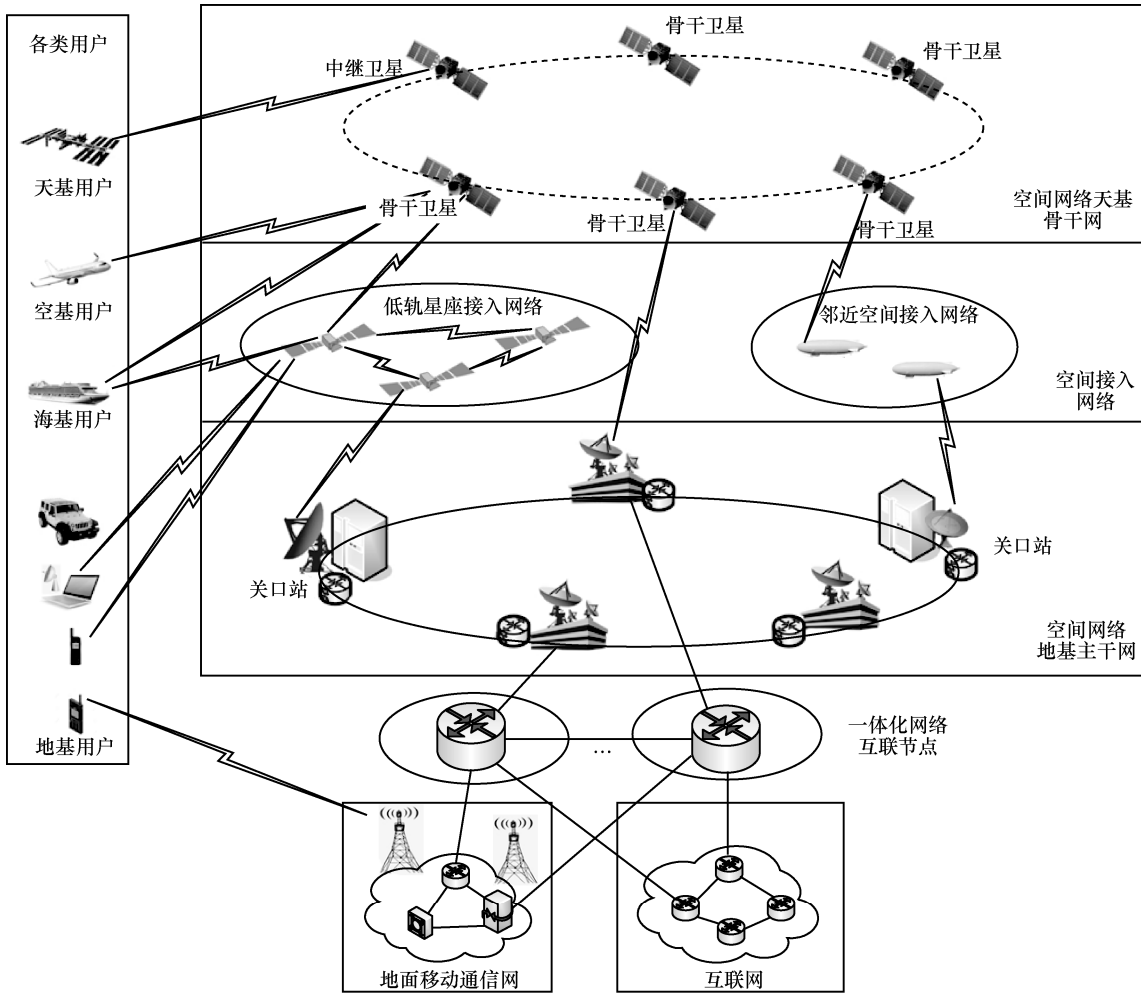 各类用户
天基用户
空基用户
海基用户
地基用户
骨干卫星
中继卫星
骨干卫星
骨干卫星
骨干卫星
骨干卫星
空间网络天基
骨干网
低轨星座接入网络
邻近空间接入网络
空间接入
网络
关口站
关口站
空间网络
地基主干网
...
一体化网络
互联节点
地面移动通信网
互联网